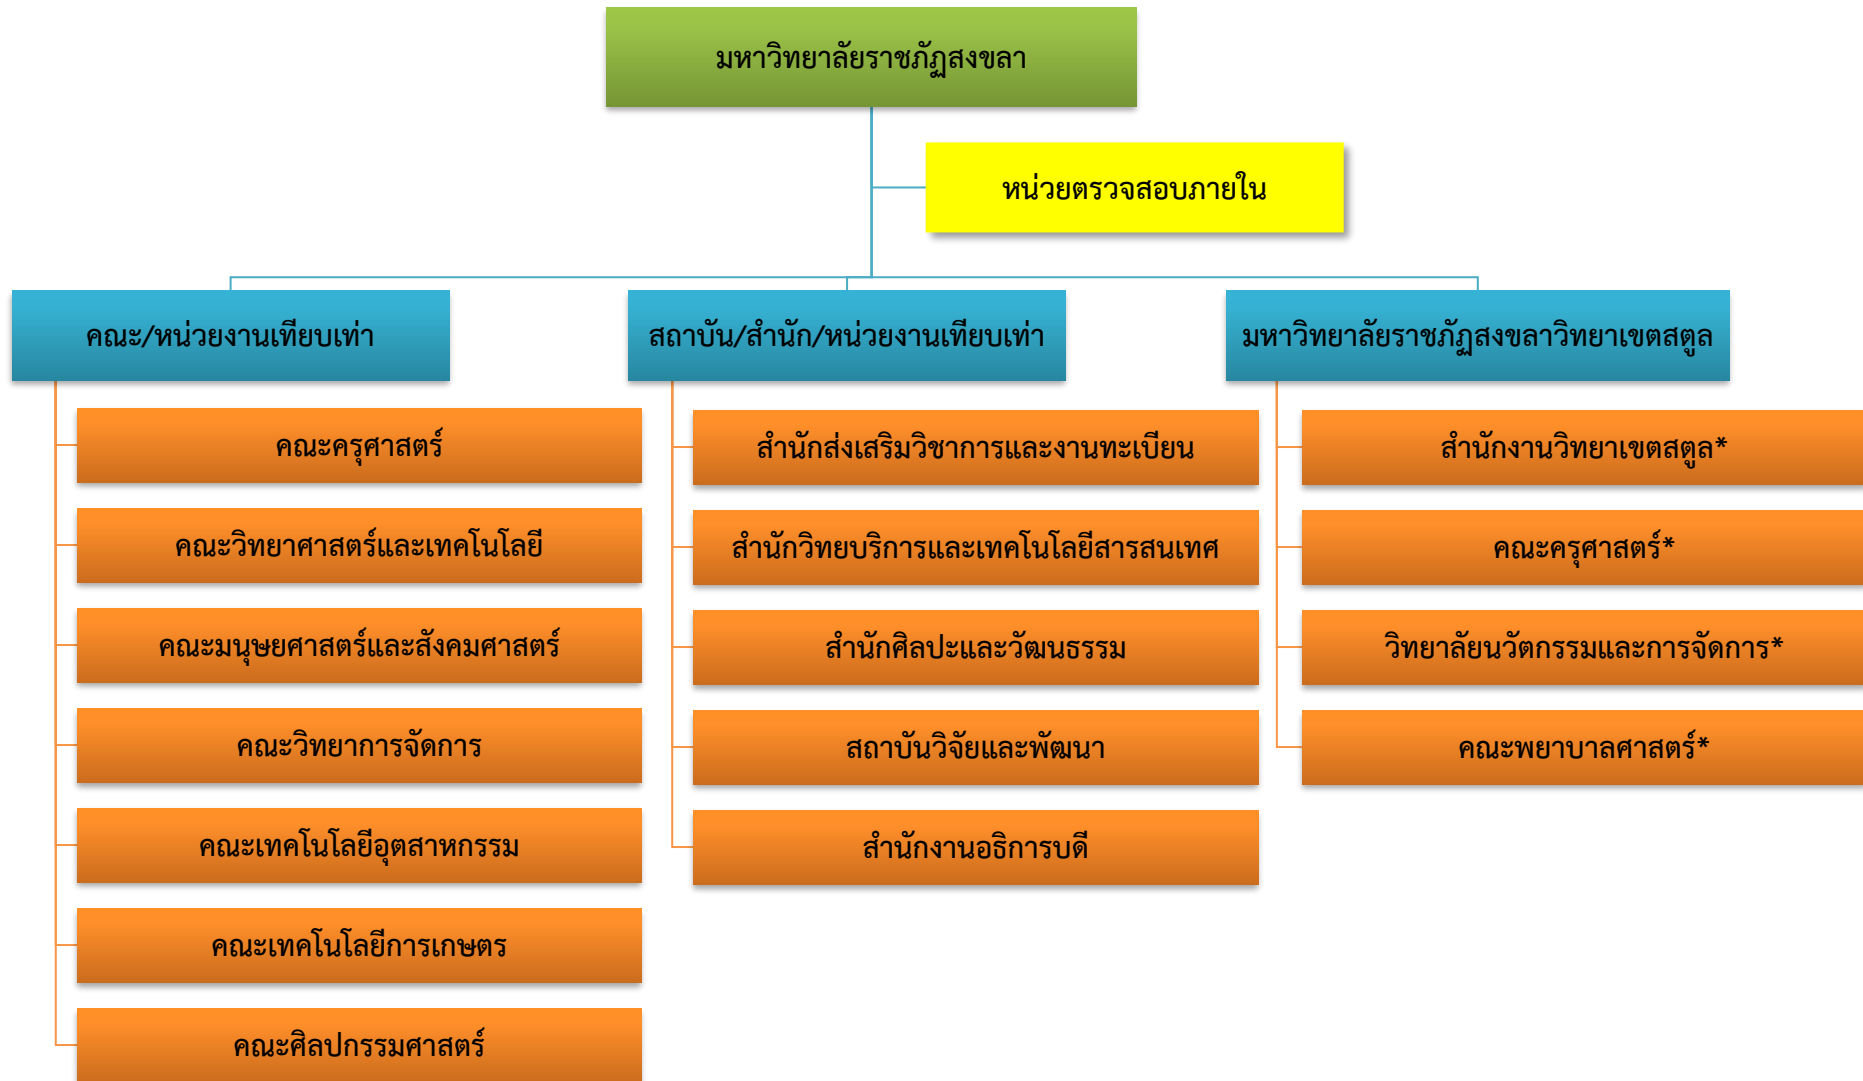 มหาวิทยาลัยราชภัฏสงขลา
หน่วยตรวจสอบภายใน
คณะ/หน่วยงานเทียบเท่า
คณะครุศาสตร์
คณะวิทยาศาสตร์และเทคโนโลยี
คณะมนุษยศาสตร์และสังคมศาสตร์
คณะวิทยาการจัดการ
คณะเทคโนโลยีอุตสาหกรรม
คณะเทคโนโลยีการเกษตร
คณะศิลปกรรมศาสตร์
สถาบัน/สำนัก/หน่วยงานเทียบเท่า
สำนักส่งเสริมวิชาการและงานทะเบียน
สำนักวิทยบริการและเทคโนโลยีสารสนเทศ
สำนักศิลปะและวัฒนธรรม
สถาบันวิจัยและพัฒนา
สำนักงานอธิการบดี
มหาวิทยาลัยราชภัฏสงขลาวิทยาเขตสตูล
สำนักงานวิทยาเขตสตูล*
คณะครุศาสตร์*
วิทยาลัยนวัตกรรมและการจัดการ*
คณะพยาบาลศาสตร์*